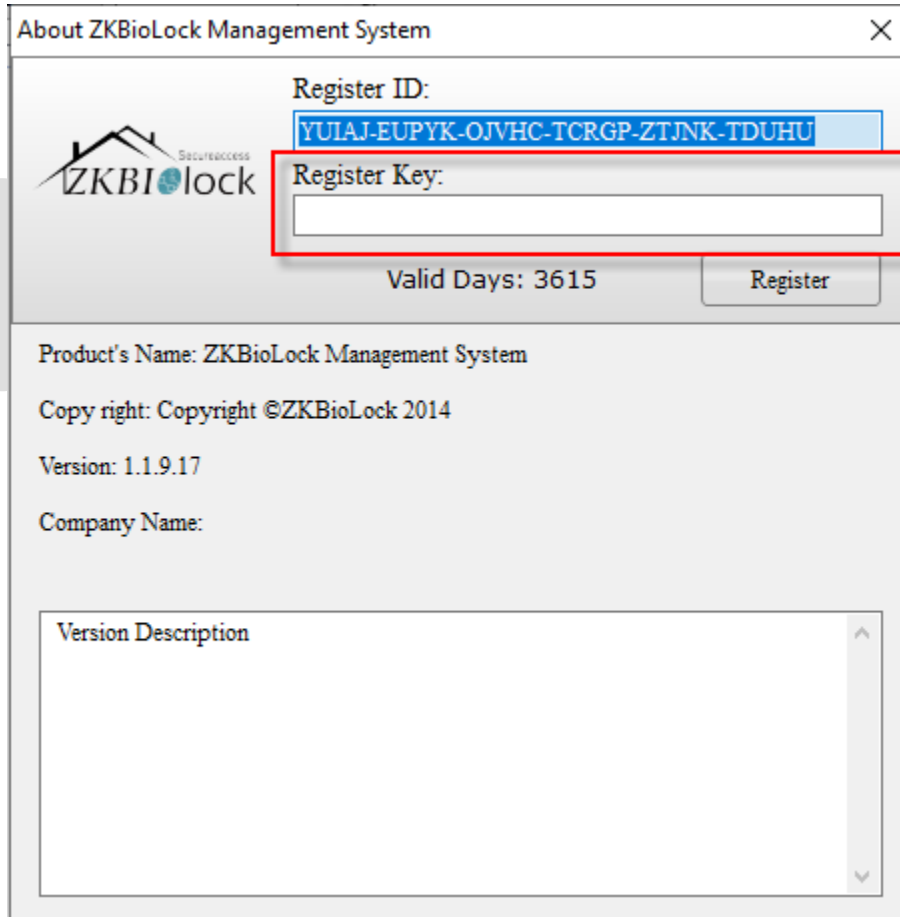 About ZKBioLock Management System
Register ID:
YUIAJ-EUPYK-OJVHC-TCRGP-ZTJNK-TDUHU
Secureaccess
ZKBIlock
Register Key:
Valid Days: 3615
Register
Product's Name: ZKBioLock Management System
Copy right: Copyright ©ZKBioLock 2014
Version: 1.1.9.17
Company Name:
Version Description